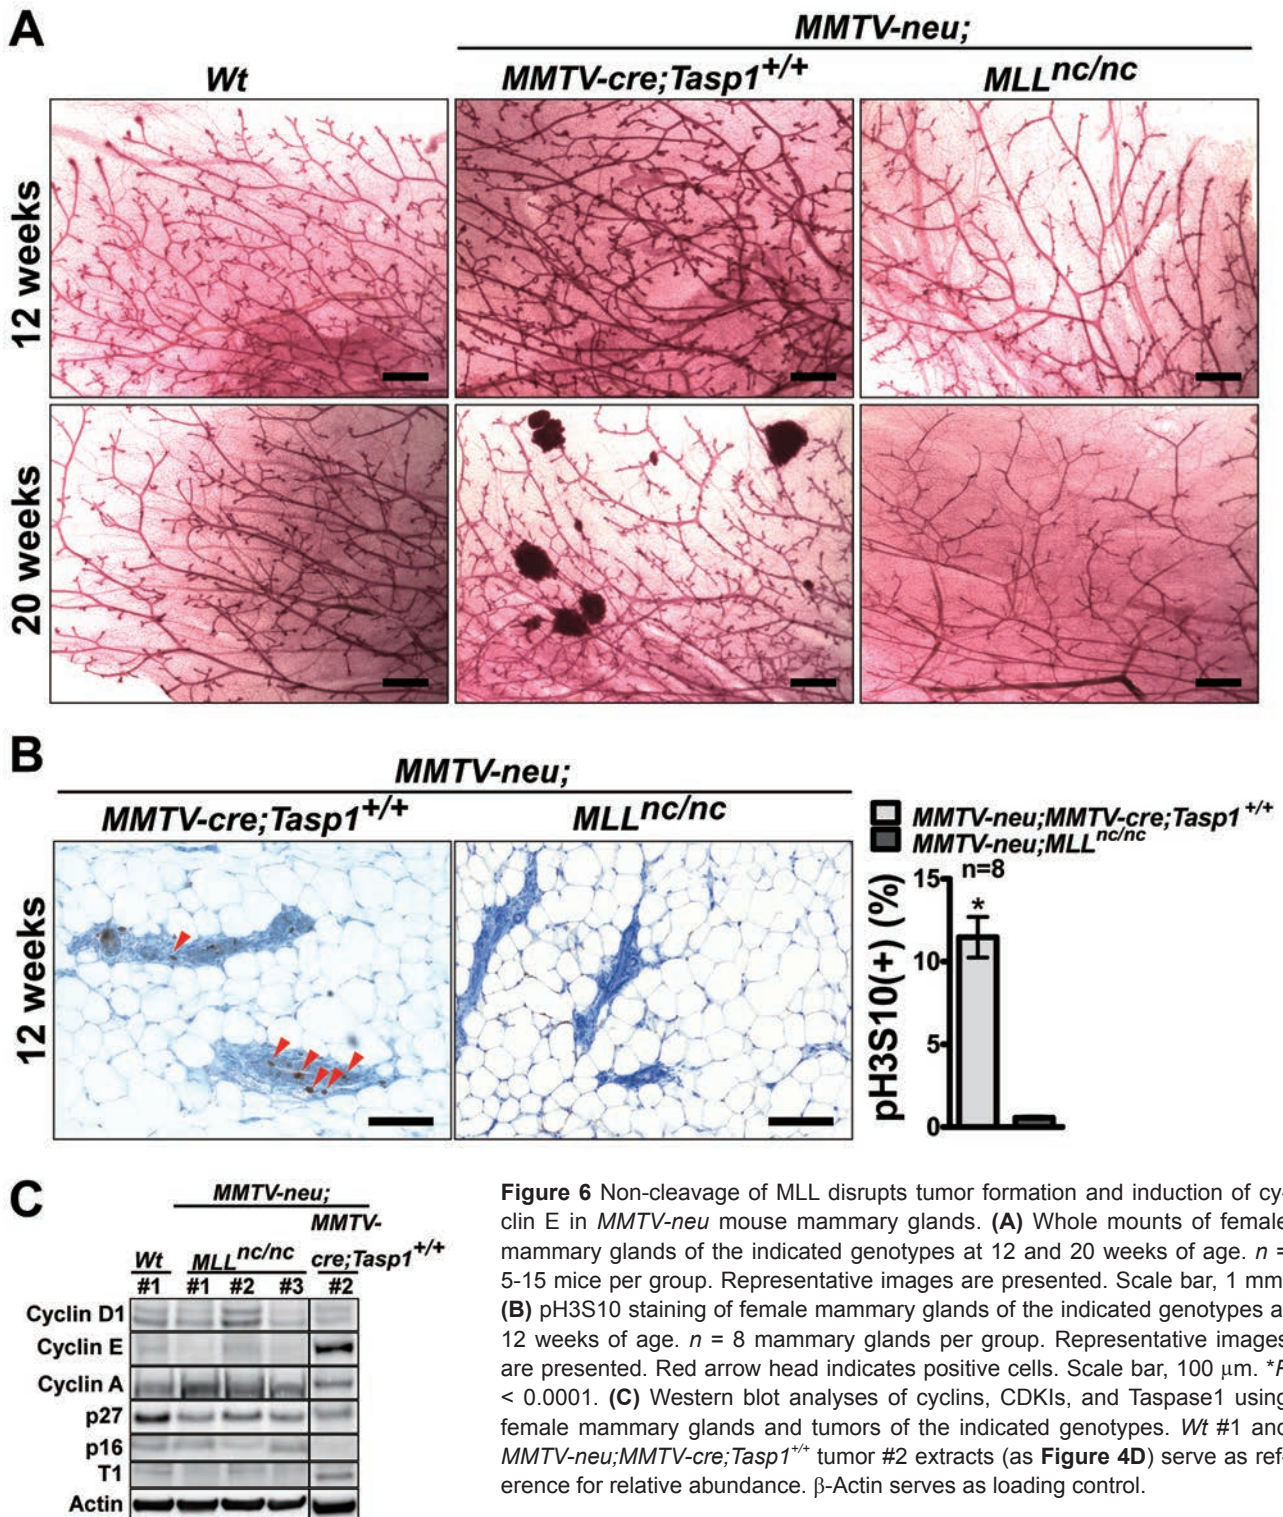 A
MMTV-neu;
Wt
MMTV-cre;Tasp1+/+
MLLnc/nc
12 weeks
20 weeks
B
MMTV-neu;
MMTV-cre;Tasp1+/+
MLLnc/nc
12 weeks
MMTV-neu;MMTV-cre;Tasp1+/+
MMTV-neu;MLLnc/nc
n=8
pH3S10(+) (%)
15
*
10
5
0
C
MMTV-neu;
MMTV-
Wt MLLnc/nc cre;Tasp1+/+
#1 #1 #2 #3 #2
Cyclin D1
Cyclin E
Cyclin A
p27
p16
T1
Actin
Figure 6 Non-cleavage of MLL disrupts tumor formation and induction of cy-
clin E in MMTV-neu mouse mammary glands. (A) Whole mounts of female
mammary glands of the indicated genotypes at 12 and 20 weeks of age. n =
5-15 mice per group. Representative images are presented. Scale bar, 1 mm
(B) pH3S10 staining of female mammary glands of the indicated genotypes a
12 weeks of age. n = 8 mammary glands per group. Representative images
are presented. Red arrow head indicates positive cells. Scale bar, 100 μm. *P
< 0.0001. (C) Western blot analyses of cyclins, CDKIs, and Taspase1 using
female mammary glands and tumors of the indicated genotypes. Wt #1 and
MMTV-neu;MMTV-cre;Tasp1+/+ tumor #2 extracts (as Figure 4D) serve as ref-
erence for relative abundance. β-Actin serves as loading control.